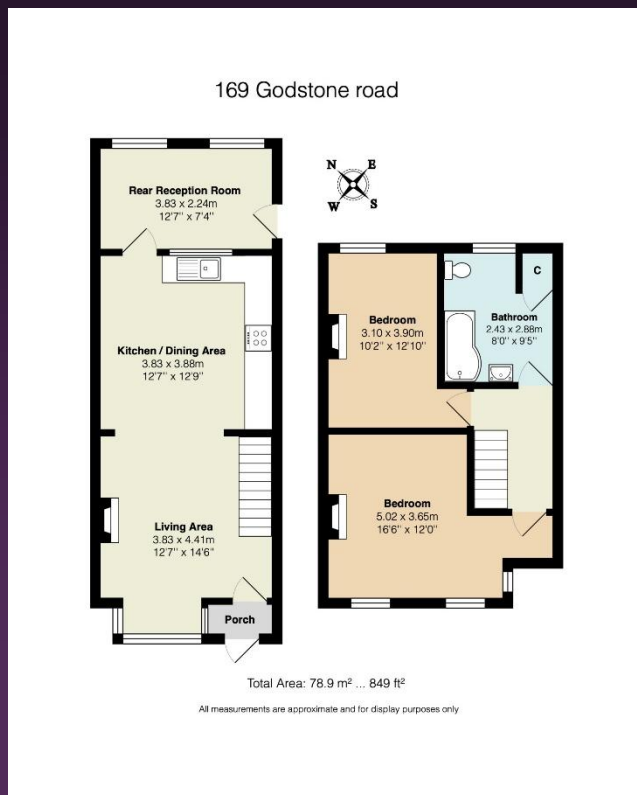 169 Godstone road
N E
W S
Rear Reception Room
3.83 x 2.24m
12'7" x 7'4"
Kitchen / Dining Area
3.83 x 3.88m
12'7" x 12'9"
Living Area
3.83 x 4.41m
12'7" x 14'6"
Porch
Bedroom
3.10 x 3.90m
10'2" x 12'10"
C
Bathroom
2.43 x 2.88m
8'0" x 9'5"
Bedroom
5.02 x 3.65m
16'6" x 12'0"
Total Area: 78.9 m² ... 849 ft²
All measurements are approximate and for display purposes only